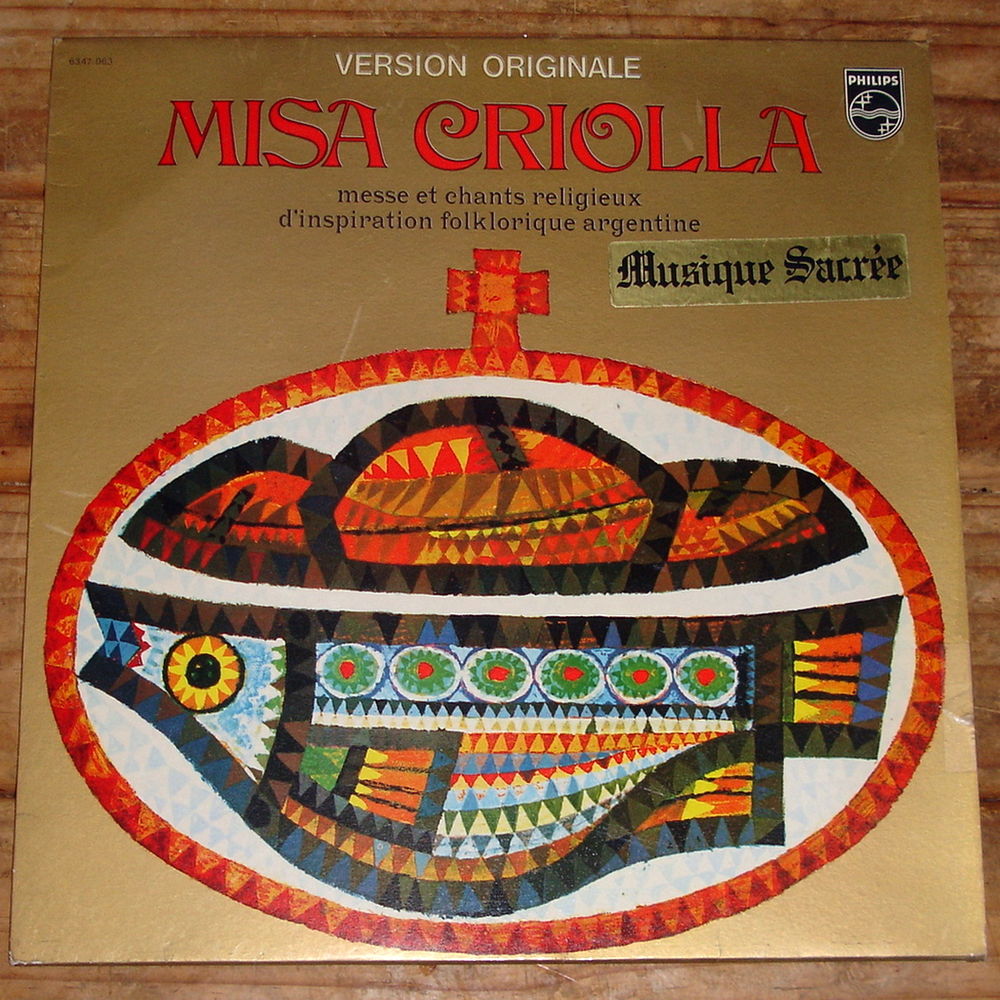 6347 063
VERSION ORIGINALE
PHILIPS
MISA CRIOLLA
messe et chants religieux
d'inspiration folklorique argentine
Musique Sacrée